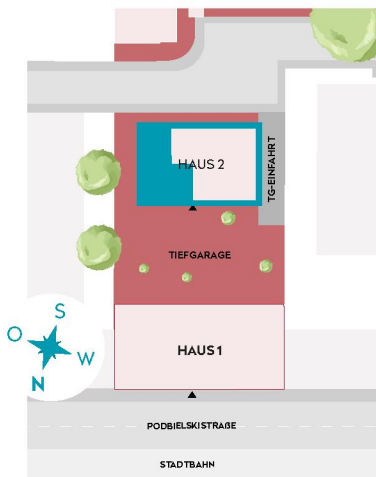 HAUS 2
TG-EINFAHRT
TIEFGARAGE
HAUS 1
S
O
W
N
PODBIELSKISTRAßE
STADTBAHN